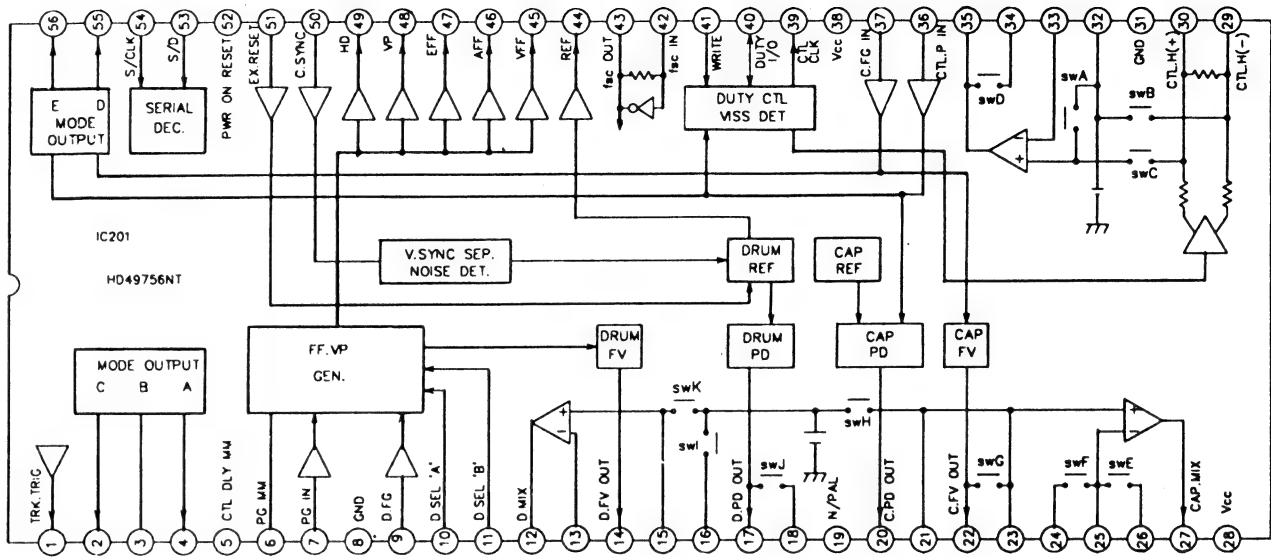 56 55 54 53 52 51 50 49 48 47 46 45 44 43 42 41 40 39 38 37 36 35 34 33 32 31 30 29
S/CLK
S/D
PWR ON RESET
EX.RESET
C.SYNC
HD
VP
EFF
AFF
VFF
REF
fsc OUT
fsc IN
WRITE
DUTY I/O
CTL CLK
Vcc
C.FG IN
CTL.P IN
GND
CTL.H(+)
CTL.H(-)
E D
MODE OUTPUT
SERIAL DEC.
DUTY CTL
VISS DET
swD
swA
swB
swC
IC201
HD49756NT
V.SYNC SEP.
NOISE DET.
DRUM REF
CAP REF
FF.VP
GEN.
DRUM FV
DRUM PD
CAP PD
CAP FV
MODE OUTPUT
C B A
swK
swI
swH
swJ
swG
swF
swE
+
-
TRK.TRIG
CTL DLY MM
PG MM
PG IN
GND
D.FG
D.SEL 'A'
D.SEL 'B'
D.MIX
D.FV OUT
D.PD OUT
N/PAL
C.PD OUT
C.FV OUT
CAP.MIX
Vcc
1 2 3 4 5 6 7 8 9 10 11 12 13 14 15 16 17 18 19 20 21 22 23 24 25 26 27 28